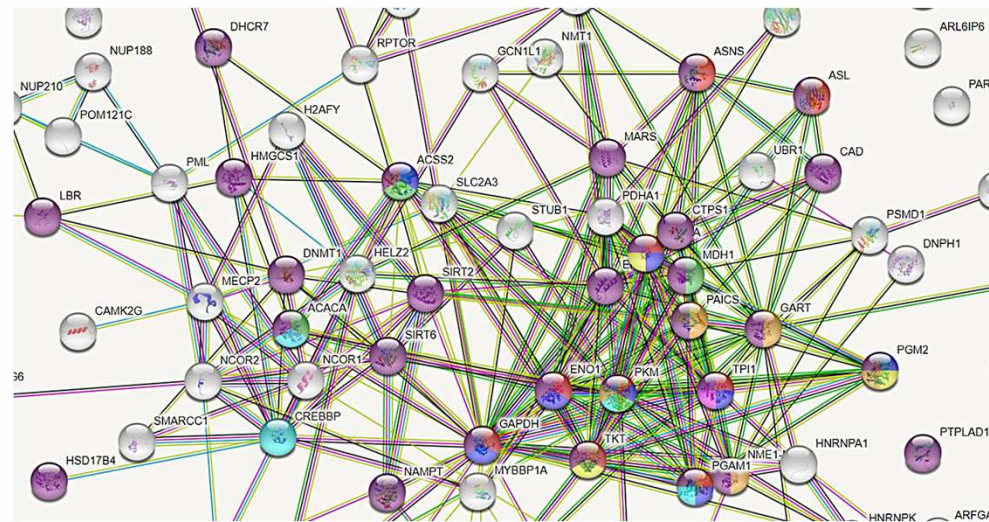 DHCR7
RPTOR
NMT1
GCN1L1
ASNS
ARL6IP6
NUP188
ASL
NUP210
PAR
POM121C
H2AFY
MARS
UBR1
CAD
PML
HMGCS1
ACSS2
SLC2A3
PDHA1
LBR
STUB1
CTPS1
PSMD1
A
DNPH1
DNMT1
HELZ2
MDH1
MECP2
SIRT2
E
CAMK2G
ACACA
PAICS
GART
SIRT6
PGM2
G6
NCOR2
NCOR1
ENO1
PKM
TPI1
SMARCC1
CREBBP
GAPDH
HNRNPA1
PTPLAD1
HSD17B4
TKT
NME1
NAMPT
MYBBP1A
PGAM1
HNRNPK
ARFGA